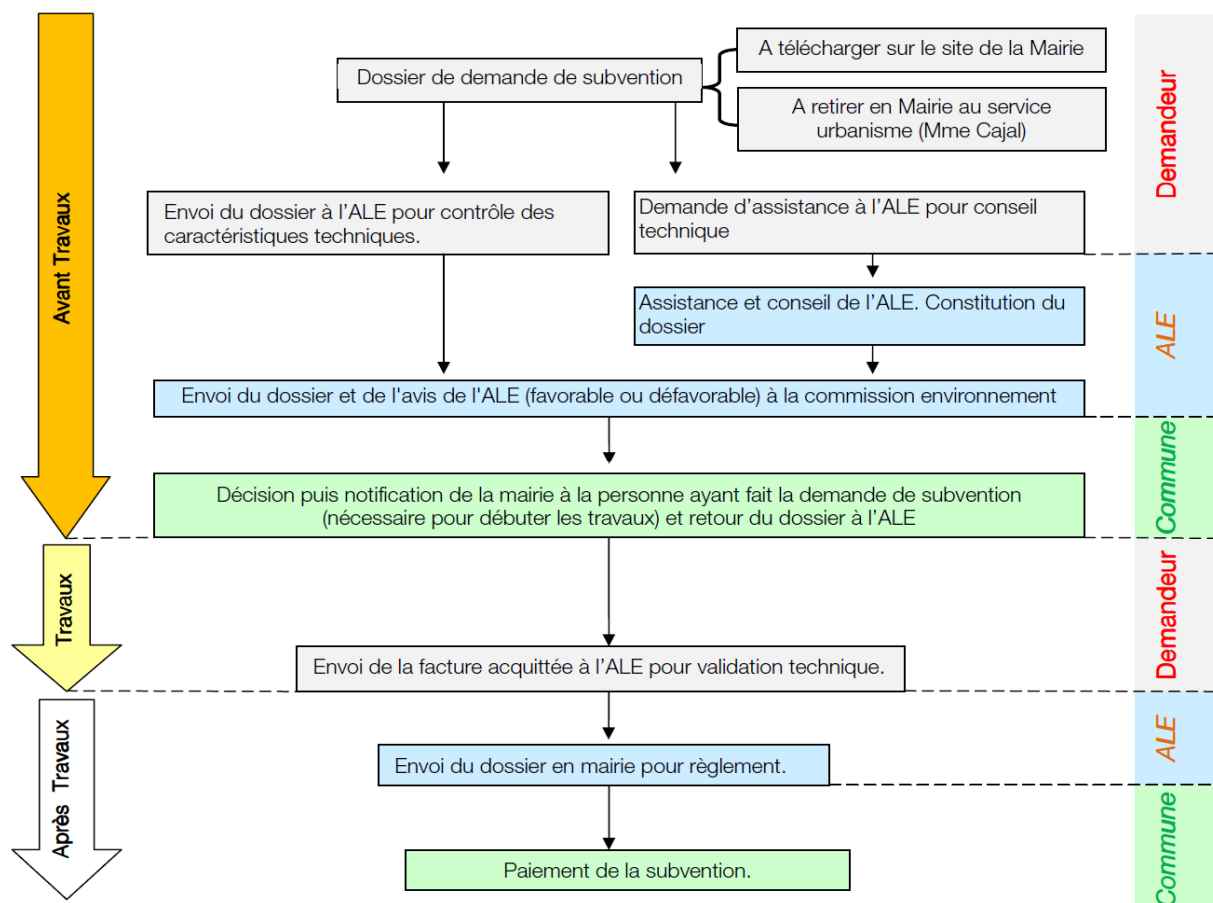 A télécharger sur le site de la Mairie
Dossier de demande de subvention
A retirer en Mairie au service
urbanisme (Mme Cajal)
Demandeur
Avant Travaux
Envoi du dossier à l’ALE pour contrôle des
caractéristiques techniques.
Demande d’assistance à l’ALE pour conseil
technique
Assistance et conseil de l’ALE. Constitution du
dossier
ALE
Envoi du dossier et de l'avis de l'ALE (favorable ou défavorable) à la commission environnement
Commune
Décision puis notification de la mairie à la personne ayant fait la demande de subvention
(nécessaire pour débuter les travaux) et retour du dossier à l’ALE
Travaux
Demandeur
Envoi de la facture acquittée à l’ALE pour validation technique.
Après Travaux
ALE
Envoi du dossier en mairie pour règlement.
Commune
Paiement de la subvention.